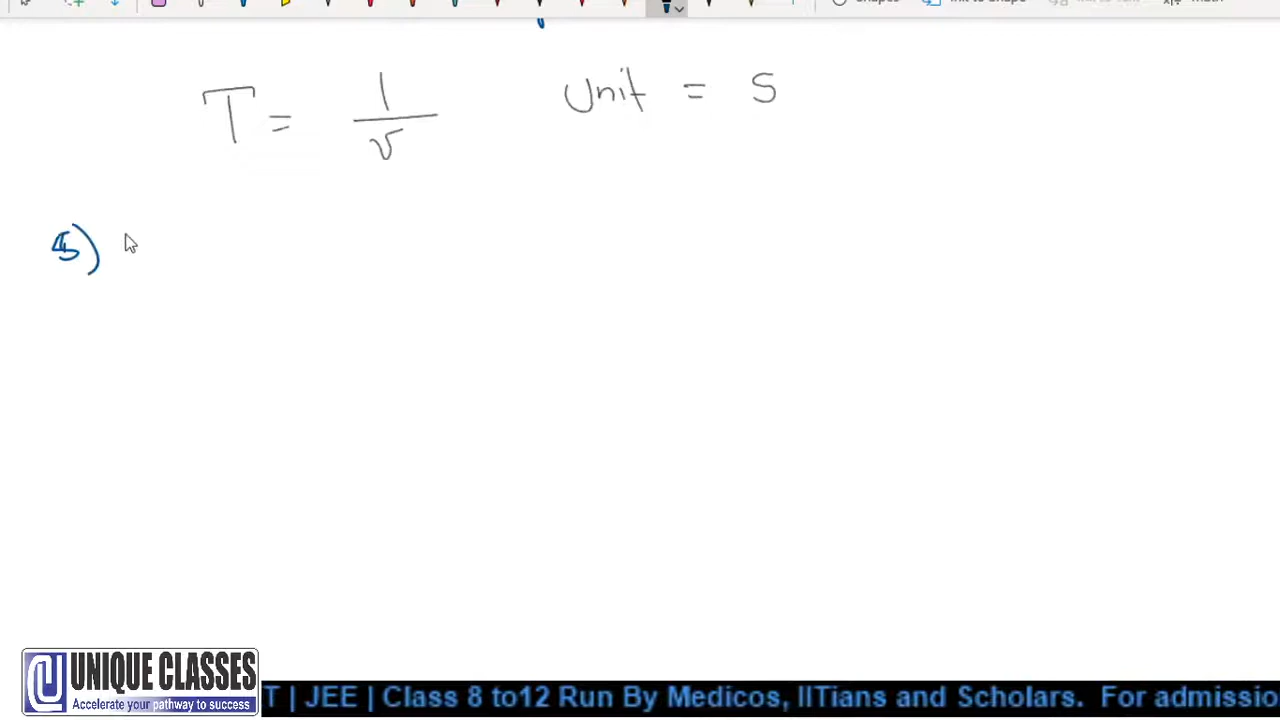 T = 1/ν unit = s
5)
UNIQUE CLASSES
Accelerate your pathway to success
T | JEE | Class 8 to12 Run By Medicos, IITians and Scholars. For admissio